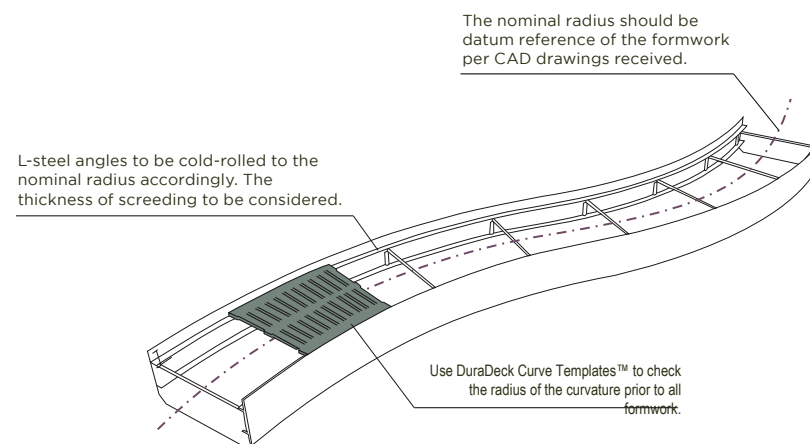 The nominal radius should be
datum reference of the formwork
per CAD drawings received.
L-steel angles to be cold-rolled to the
nominal radius accordingly. The
thickness of screeding to be considered.
Use DuraDeck Curve Templates™ to check
the radius of the curvature prior to all
formwork.